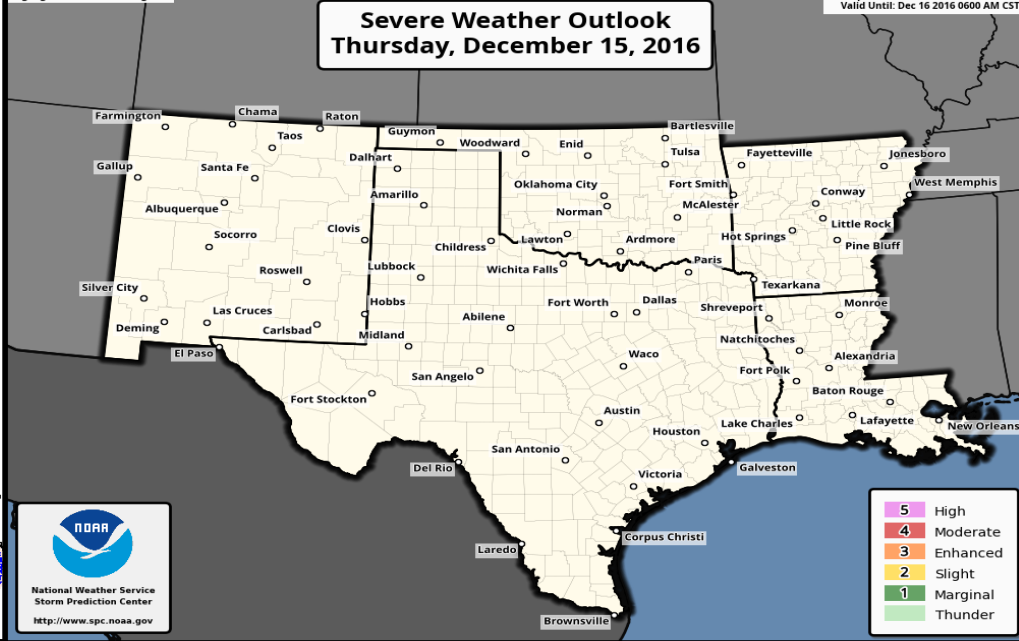 Valid Until: Dec 16 2016 0600 AM CST
Severe Weather Outlook
Thursday, December 15, 2016
Farmington
Chama
Raton
Taos
Guymon
Woodward
Enid
Bartlesville
Tulsa
Fayetteville
Jonesboro
Gallup
Santa Fe
Dalhart
Amarillo
Oklahoma City
Fort Smith
Conway
West Memphis
Albuquerque
Norman
McAlester
Little Rock
Socorro
Clovis
Childress
Lawton
Ardmore
Hot Springs
Pine Bluff
Roswell
Lubbock
Wichita Falls
Paris
Texarkana
Silver City
Hobbs
Fort Worth
Dallas
Shreveport
Monroe
Deming
Las Cruces
Carlsbad
Midland
Abilene
Natchitoches
El Paso
San Angelo
Waco
Fort Polk
Alexandria
Fort Stockton
Austin
Baton Rouge
Lake Charles
Lafayette
New Orleans
Houston
San Antonio
Del Rio
Victoria
Galveston
Laredo
Corpus Christi
Brownsville
NOAA
National Weather Service
Storm Prediction Center
http://www.spc.noaa.gov
5 High
4 Moderate
3 Enhanced
2 Slight
1 Marginal
Thunder